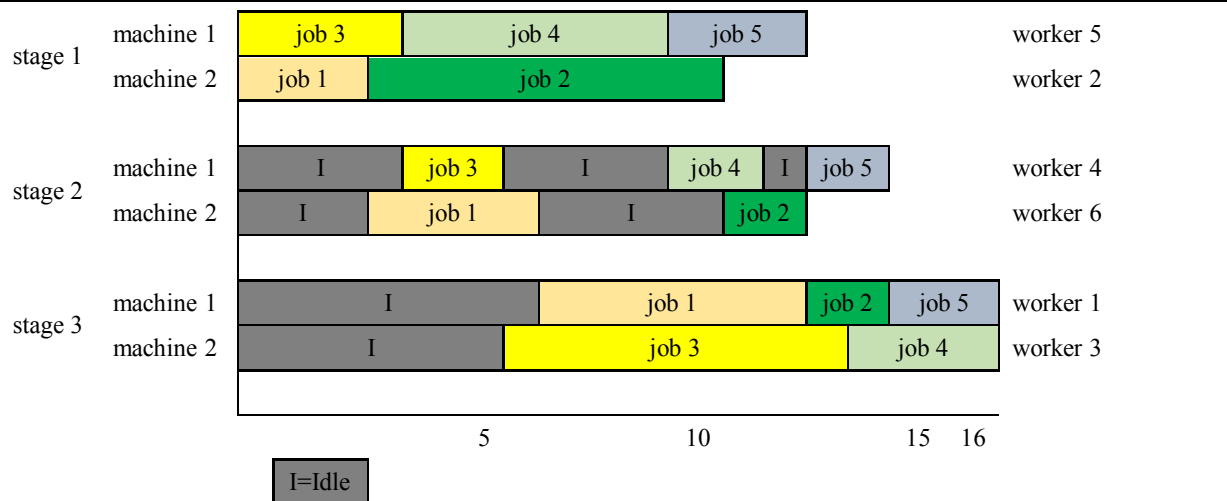 machine 1 job 3 job 4 job 5 worker 5
stage 1
machine 2 job 1 job 2 worker 2
machine 1 I job 3 I job 4 I job 5 worker 4
stage 2
machine 2 I job 1 I job 2 worker 6
machine 1 I job 1 job 2 job 5 worker 1
stage 3
machine 2 I job 3 job 4 worker 3
5 10 15 16
I=Idle